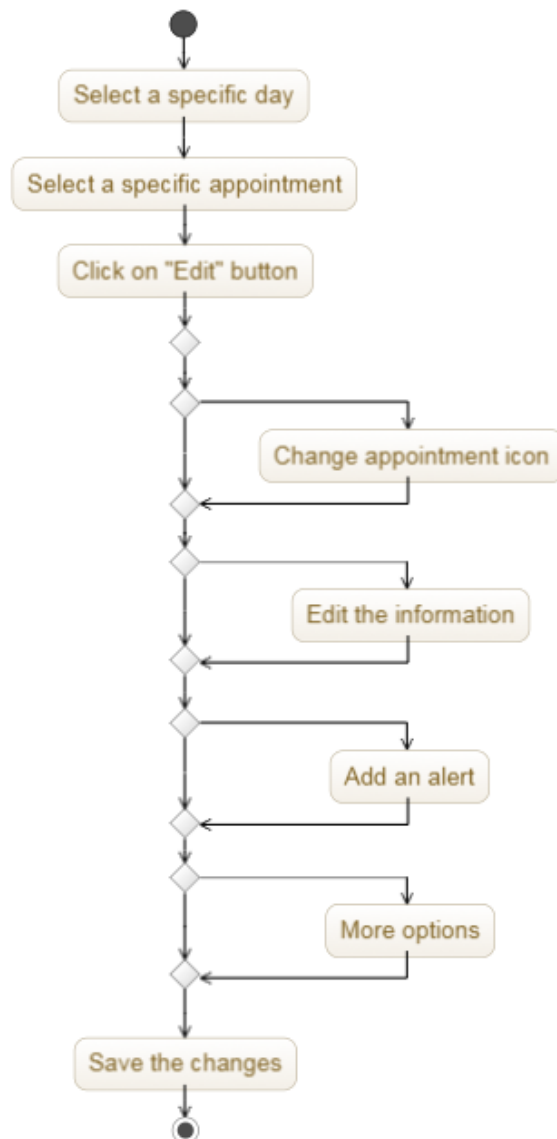 Select a specific day
Select a specific appointment
Click on "Edit" button
Change appointment icon
Edit the information
Add an alert
More options
Save the changes